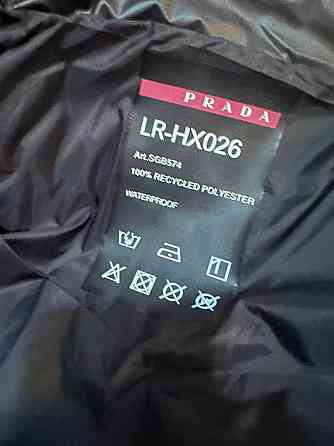 PRADA
LR-HX026
Art.SGB574
100% RECYCLED POLYESTER
WATERPROOF